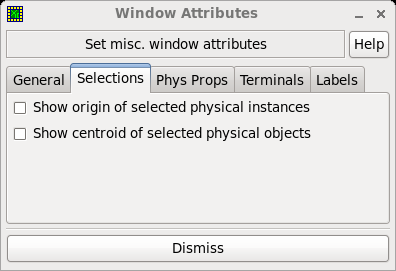 Window Attributes
Set misc. window attributes
Help
General
Selections
Phys Props
Terminals
Labels
Show origin of selected physical instances
Show centroid of selected physical objects
Dismiss